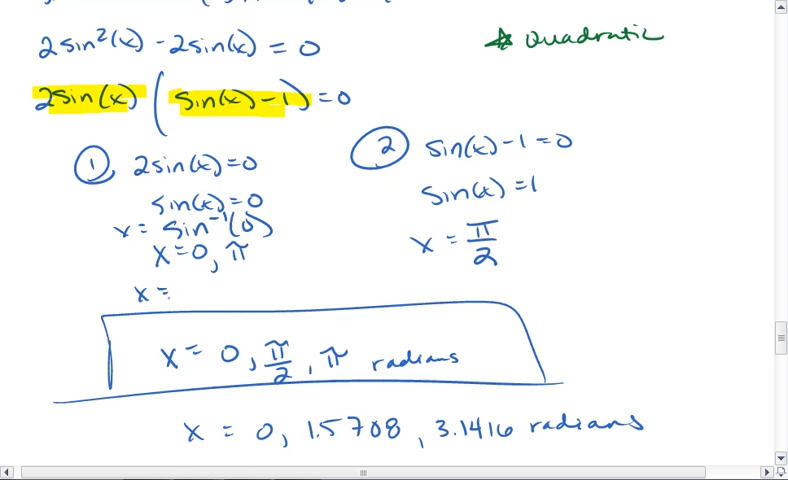 2sin²(x) - 2sin(x) = 0
★ Quadratic
2sin(x) (sin(x) - 1) = 0
① 2sin(x) = 0
sin(x) = 0
x = sin⁻¹(0)
x = 0, π
x =
② sin(x) - 1 = 0
sin(x) = 1
x = π/2
x = 0, π/2, π radians
x = 0, 1.5708, 3.1416 radians